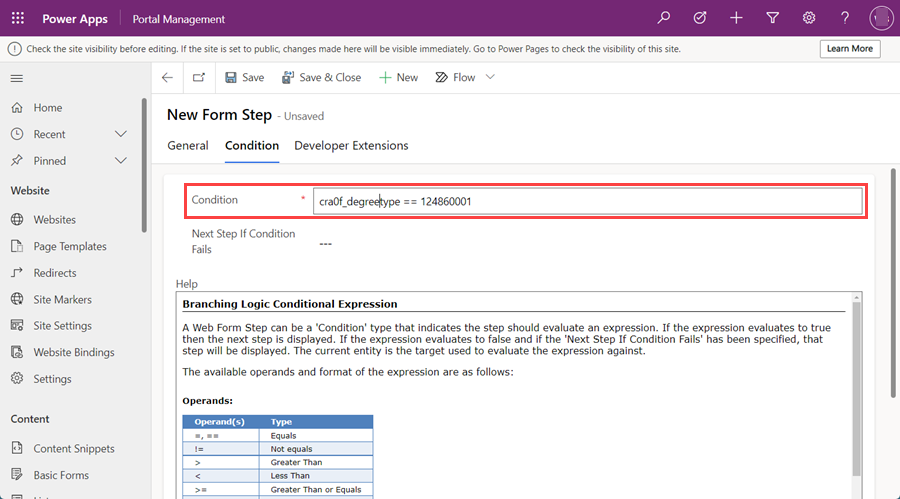 Power Apps Portal Management
Check the site visibility before editing. If the site is set to public, changes made here will be visible immediately. Go to Power Pages to check the visibility of this site. Learn More
Save Save & Close New Flow
New Form Step - Unsaved
General Condition Developer Extensions
Home
Recent
Pinned
Website
Websites
Page Templates
Redirects
Site Markers
Site Settings
Website Bindings
Settings
Content
Content Snippets
Basic Forms
Condition * cra0f_degreetype == 124860001
Next Step If Condition
Fails ---
Help
Branching Logic Conditional Expression
A Web Form Step can be a 'Condition' type that indicates the step should evaluate an expression. If the expression evaluates to true
then the next step is displayed. If the expression evaluates to false and if the 'Next Step If Condition Fails' has been specified, that
step will be displayed. The current entity is the target used to evaluate the expression against.
The available operands and format of the expression are as follows:
Operands:
Operand(s) Type
=, == Equals
!= Not equals
> Greater Than
< Less Than
>= Greater Than or Equals